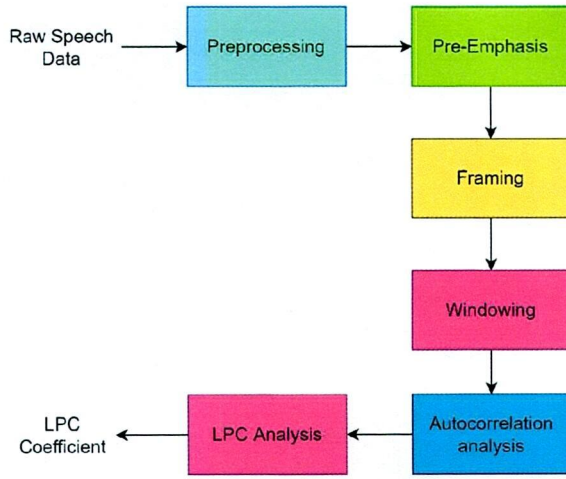 Raw Speech
Data
Preprocessing
Pre-Emphasis
Framing
Windowing
Autocorrelation
analysis
LPC Analysis
LPC
Coefficient